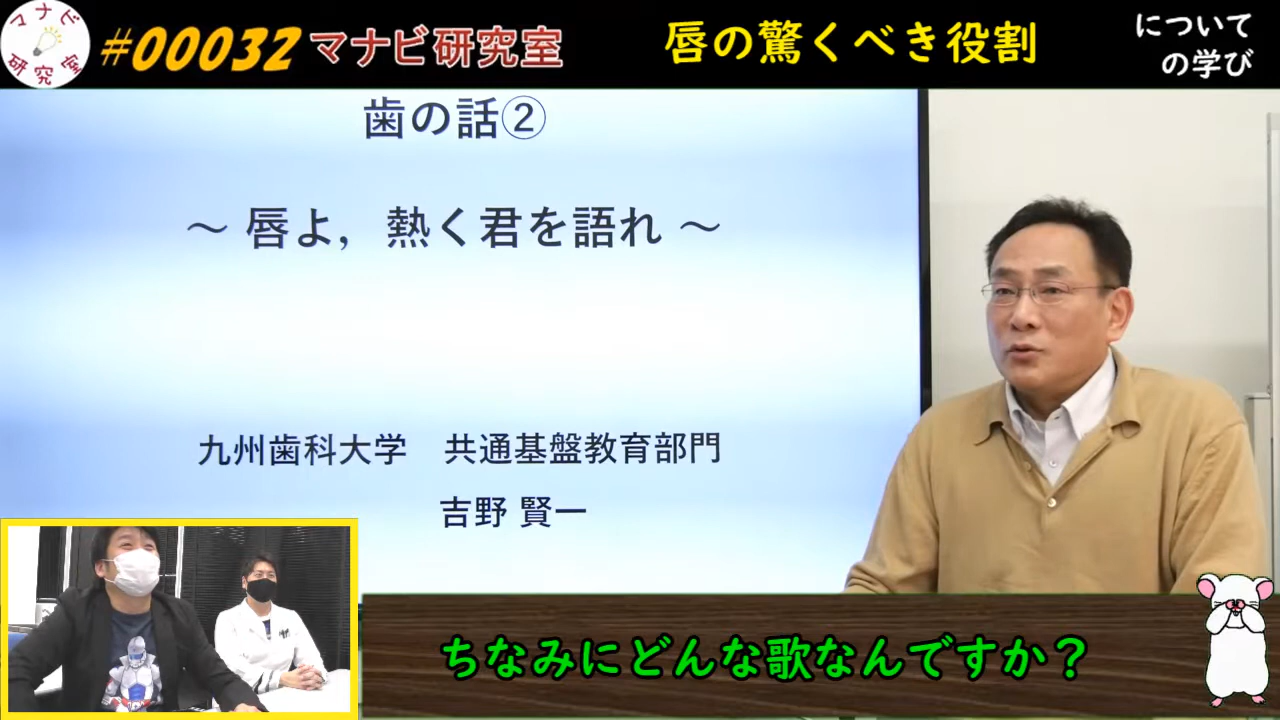 マナビ
研究室
#00032 マナビ研究室
唇の驚くべき役割
について
の学び
歯の話②
～ 唇よ，熱く君を語れ ～
九州歯科大学　共通基盤教育部門
吉野 賢一
ちなみにどんな歌なんですか？